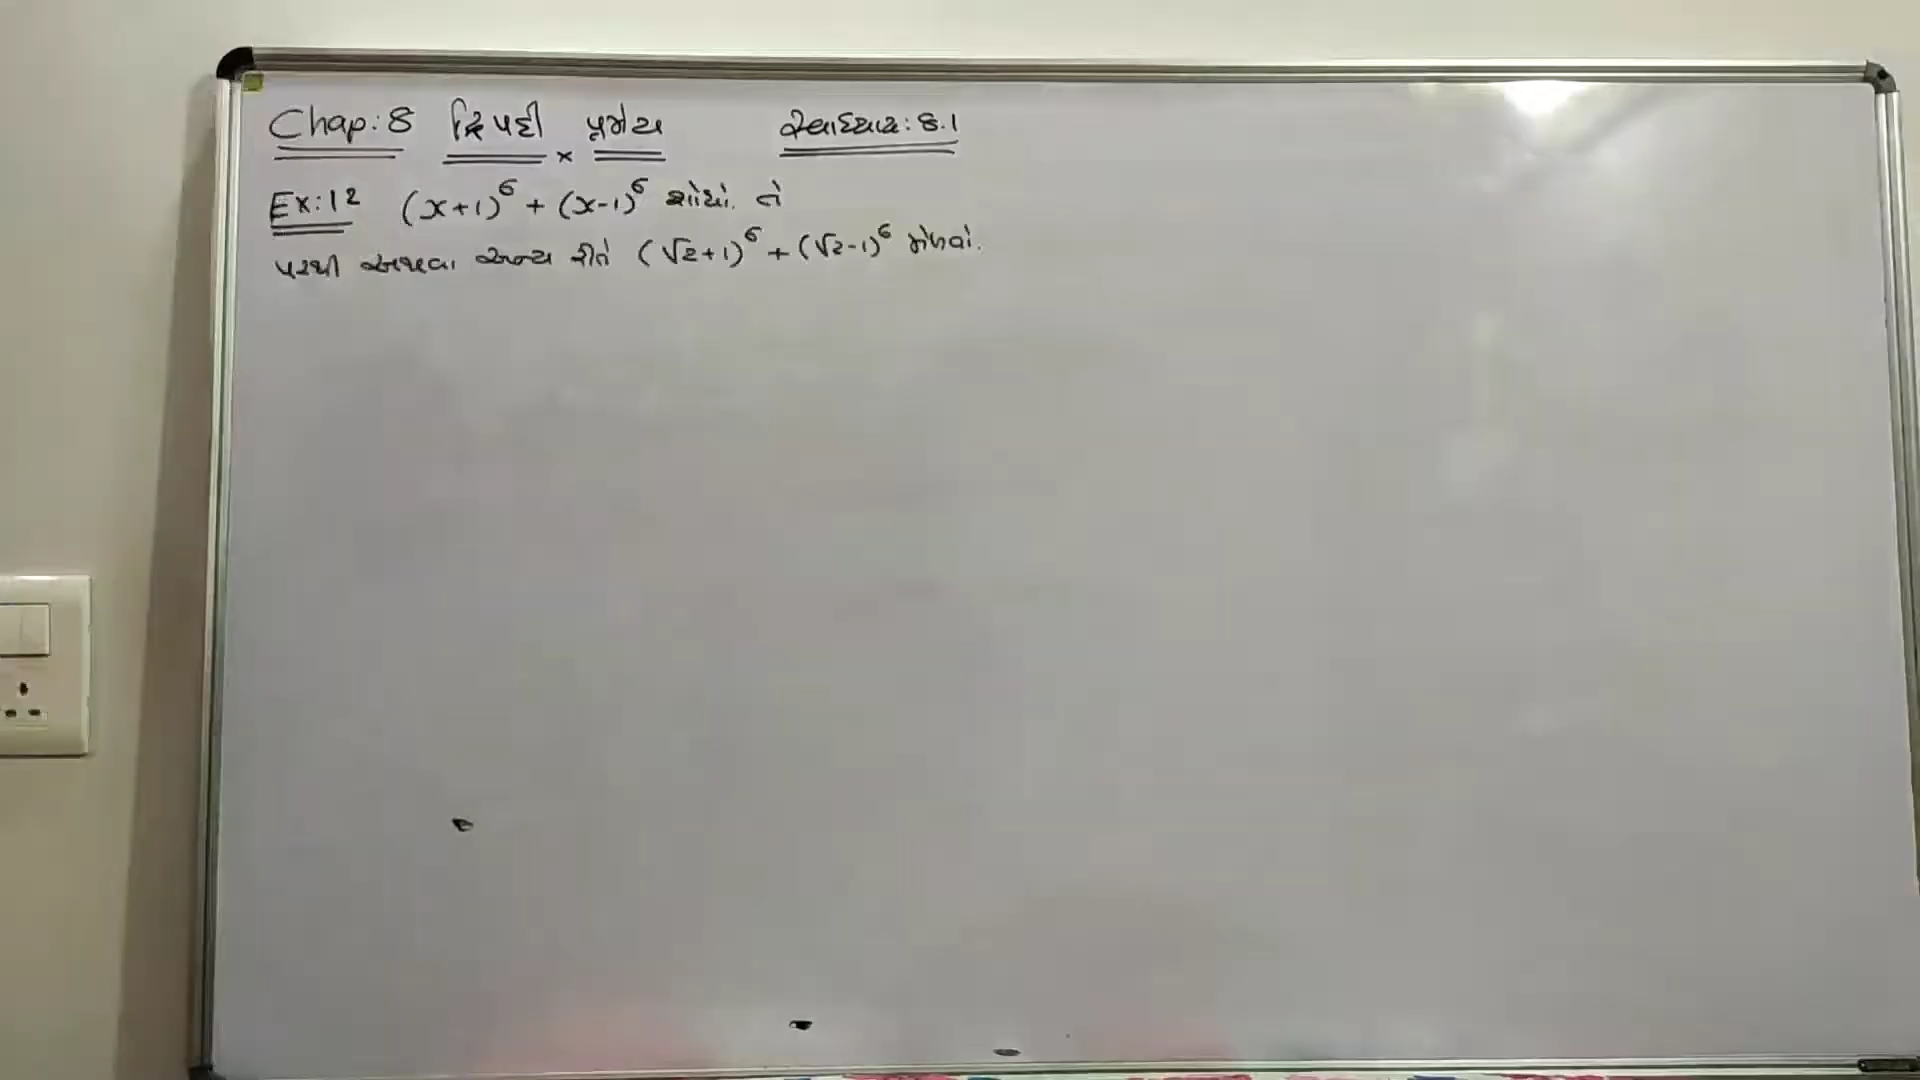 Chap:8 દ્વિપદી પ્રમેય સ્વાધ્યાય:8.1
Ex:12 (x+1)⁶ + (x-1)⁶ શોધો. તે
પરથી અથવા અન્ય રીતે (√2+1)⁶ + (√2-1)⁶ મેળવો.